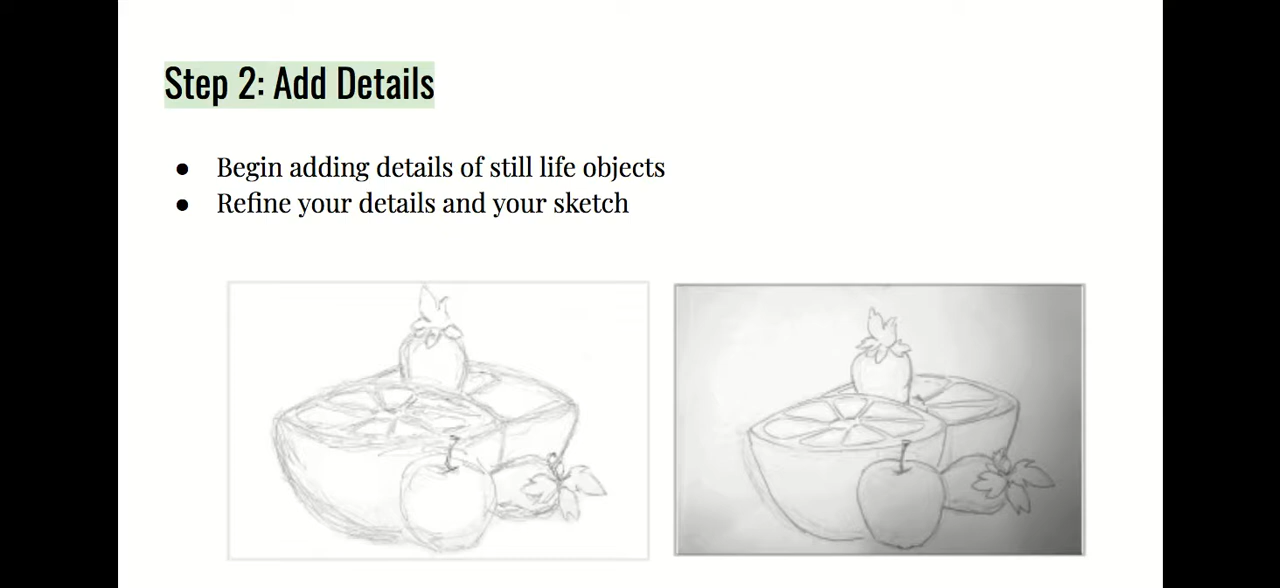 Step 2: Add Details
● Begin adding details of still life objects
● Refine your details and your sketch